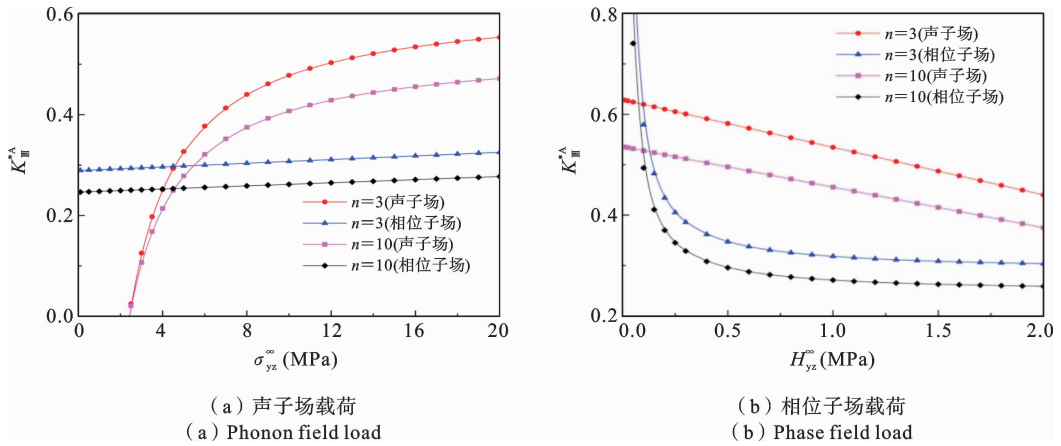 0.6
0.4
0.2
0.0
K*A Ⅲ
n=3(声子场)
n=3(相位子场)
n=10(声子场)
n=10(相位子场)
0 4 8 12 16 20
σ∞yz (MPa)
(a)声子场载荷
(a)Phonon field load
0.8
0.6
0.4
0.2
K*A Ⅲ
n=3(声子场)
n=3(相位子场)
n=10(声子场)
n=10(相位子场)
0.0 0.5 1.0 1.5 2.0
H∞yz (MPa)
(b)相位子场载荷
(b)Phase field load